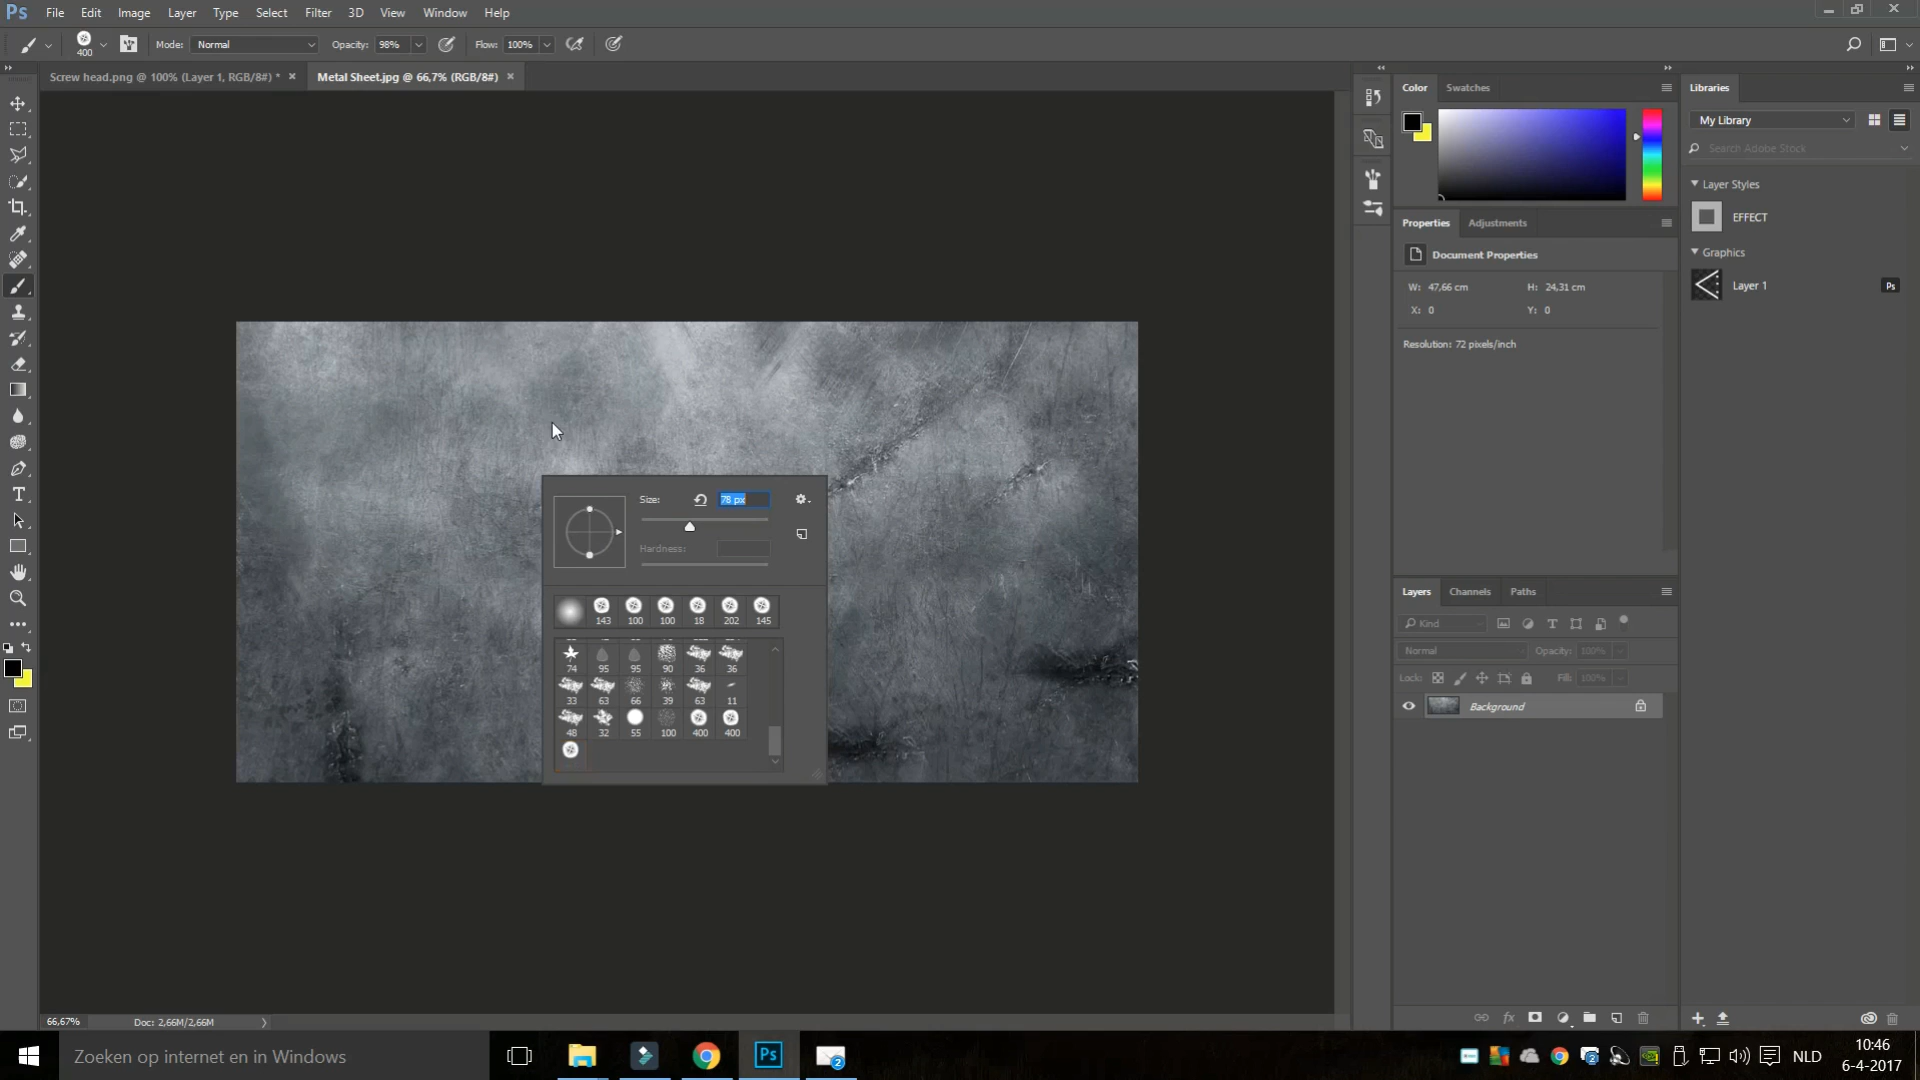 Ps File Edit Image Layer Type Select Filter 3D View Window Help
400 Mode: Normal Opacity: 98% Flow: 100%
Screw head.png @ 100% (Layer 1, RGB/8#) * × Metal Sheet.jpg @ 66,7% (RGB/8#) ×
Color Swatches
Libraries
My Library
Search Adobe Stock
Layer Styles
EFFECT
Graphics
Layer 1 Ps
Properties Adjustments
Document Properties
W: 47,66 cm H: 24,31 cm
X: 0 Y: 0
Resolution: 72 pixels/inch
Size: 78 px
Hardness:
143 100 100 18 202 145
74 95 95 90 36 36
33 63 66 39 63 11
48 32 55 100 400 400
Layers Channels Paths
Kind
Normal Opacity: 100%
Lock: Fill: 100%
Background
66,67% Doc: 2,66M/2,66M
Zoeken op internet en in Windows
Ps
2
2
NLD
10:46
6-4-2017